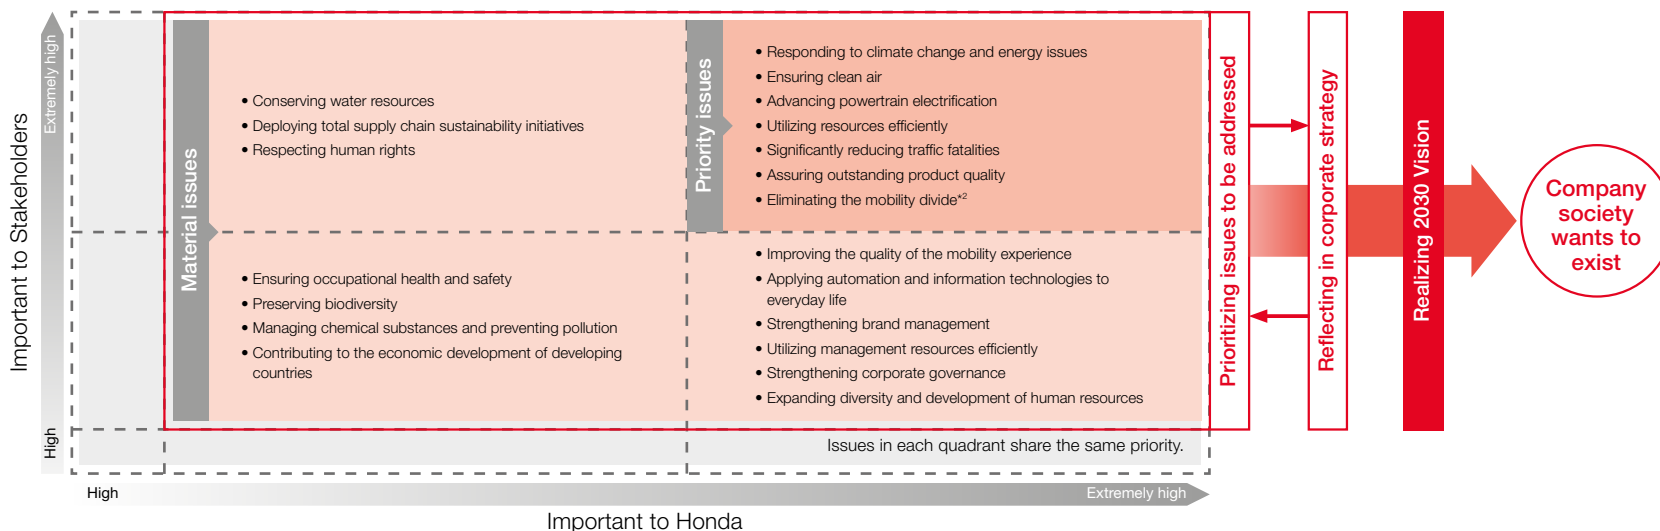 Important to Stakeholders
Extremely high
High
Material issues
• Conserving water resources
• Deploying total supply chain sustainability initiatives
• Respecting human rights
Priority issues
• Responding to climate change and energy issues
• Ensuring clean air
• Advancing powertrain electrification
• Utilizing resources efficiently
• Significantly reducing traffic fatalities
• Assuring outstanding product quality
• Eliminating the mobility divide*2
• Ensuring occupational health and safety
• Preserving biodiversity
• Managing chemical substances and preventing pollution
• Contributing to the economic development of developing
countries
• Improving the quality of the mobility experience
• Applying automation and information technologies to
everyday life
• Strengthening brand management
• Utilizing management resources efficiently
• Strengthening corporate governance
• Expanding diversity and development of human resources
Issues in each quadrant share the same priority.
High
Extremely high
Important to Honda
Prioritizing issues to be addressed
Reflecting in corporate strategy
Realizing 2030 Vision
Company
society
wants to
exist